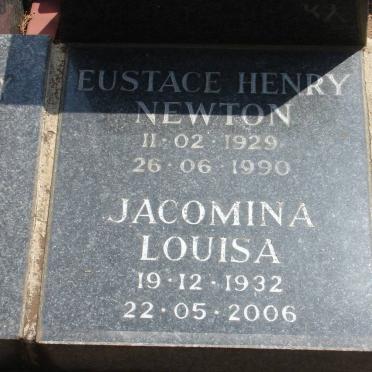 EUSTACE HENRY
NEWTON
11·02·1929
26·06·1990
JACOMINA
LOUISA
19·12·1932
22·05·2006